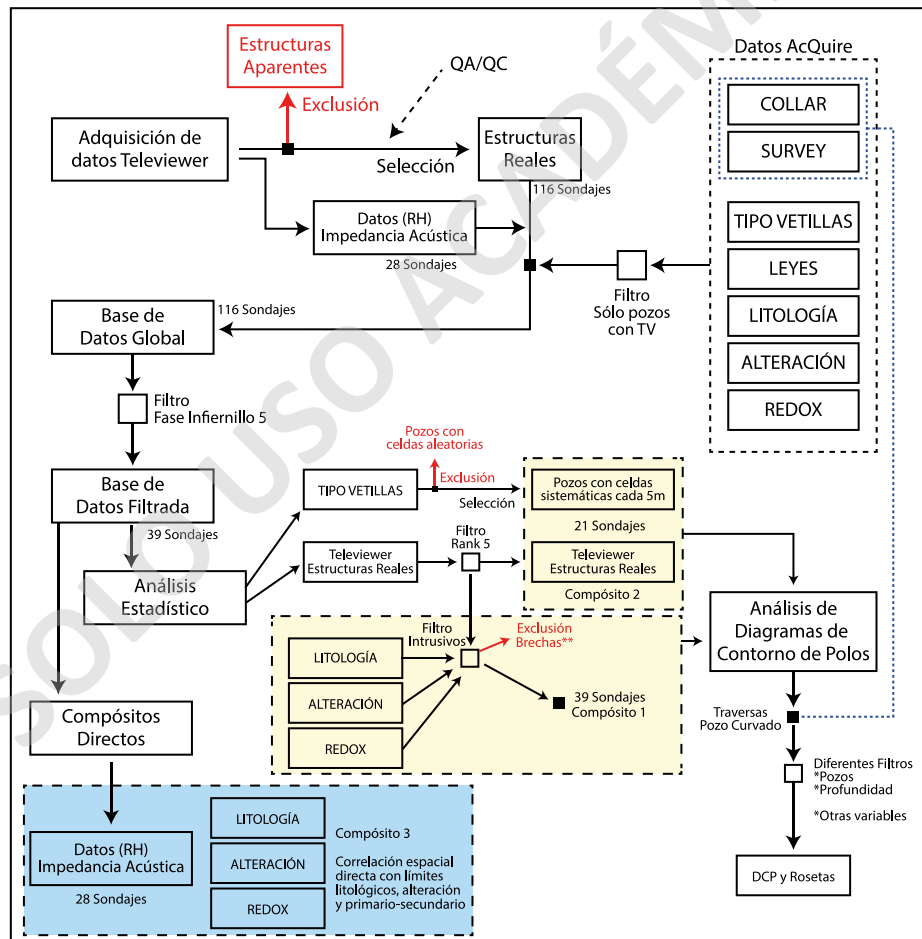 SOLO USO ACADÉM
Estructuras
Aparentes
Exclusión
QA/QC
Adquisición de
datos Televiewer
Selección
Estructuras
Reales
116 Sondajes
Datos (RH)
Impedancia Acústica
28 Sondajes
Datos AcQuire
COLLAR
SURVEY
TIPO VETILLAS
LEYES
LITOLOGÍA
ALTERACIÓN
REDOX
Filtro
Sólo pozos
con TV
116 Sondajes
Base de
Datos Global
Filtro
Fase Infiernillo 5
Base de
Datos Filtrada
39 Sondajes
Análisis
Estadístico
Pozos con
celdas aleatorias
Exclusión
TIPO VETILLAS
Selección
Pozos con celdas
sistemáticas cada 5m
21 Sondajes
Filtro
Rank 5
Televiewer
Estructuras Reales
Televiewer
Estructuras Reales
Compósito 2
Filtro
Intrusivos
Exclusión
Brechas**
LITOLOGÍA
ALTERACIÓN
REDOX
39 Sondajes
Compósito 1
Análisis de
Diagramas de
Contorno de Polos
Traversas
Pozo Curvado
Diferentes Filtros
*Pozos
*Profundidad
*Otras variables
DCP y Rosetas
Compósitos
Directos
Datos (RH)
Impedancia Acústica
28 Sondajes
LITOLOGÍA
ALTERACIÓN
REDOX
Compósito 3
Correlación espacial
directa con límites
litológicos, alteración
y primario-secundario